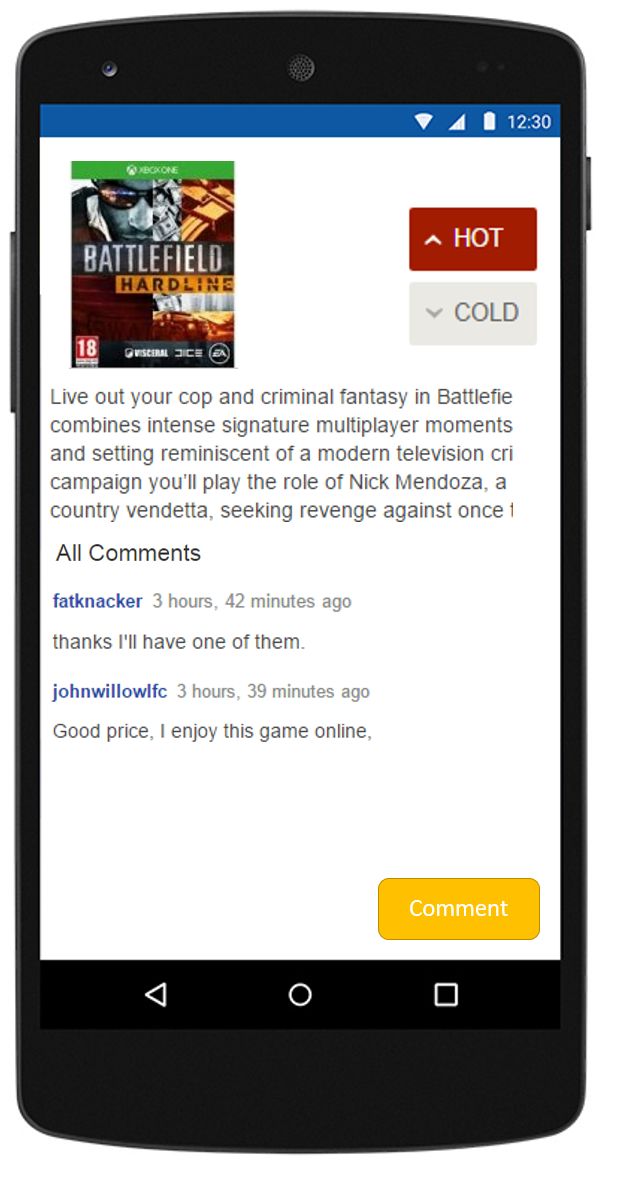 12:30
XBOX ONE
BATTLEFIELD
HARDLINE
18
VISCERAL DICE EA
HOT
COLD
Live out your cop and criminal fantasy in Battlefie
combines intense signature multiplayer moments
and setting reminiscent of a modern television cri
campaign you’ll play the role of Nick Mendoza, a
country vendetta, seeking revenge against once t
All Comments
fatknacker 3 hours, 42 minutes ago
thanks I'll have one of them.
johnwillowlfc 3 hours, 39 minutes ago
Good price, I enjoy this game online,
Comment